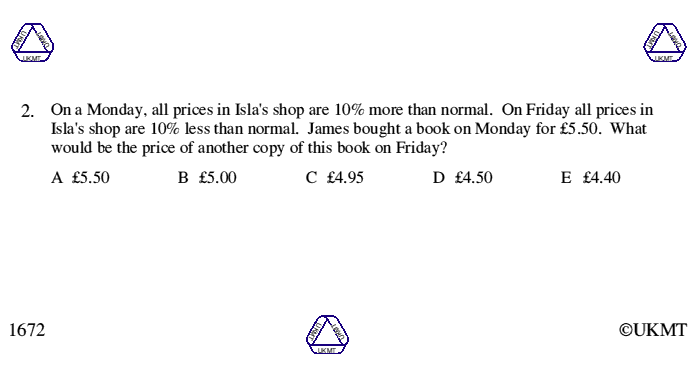 2. On a Monday, all prices in Isla's shop are 10% more than normal. On Friday all prices in
Isla's shop are 10% less than normal. James bought a book on Monday for £5.50. What
would be the price of another copy of this book on Friday?
A £5.50 B £5.00 C £4.95 D £4.50 E £4.40
1672
UKMT
UKMT
UKMT
©UKMT